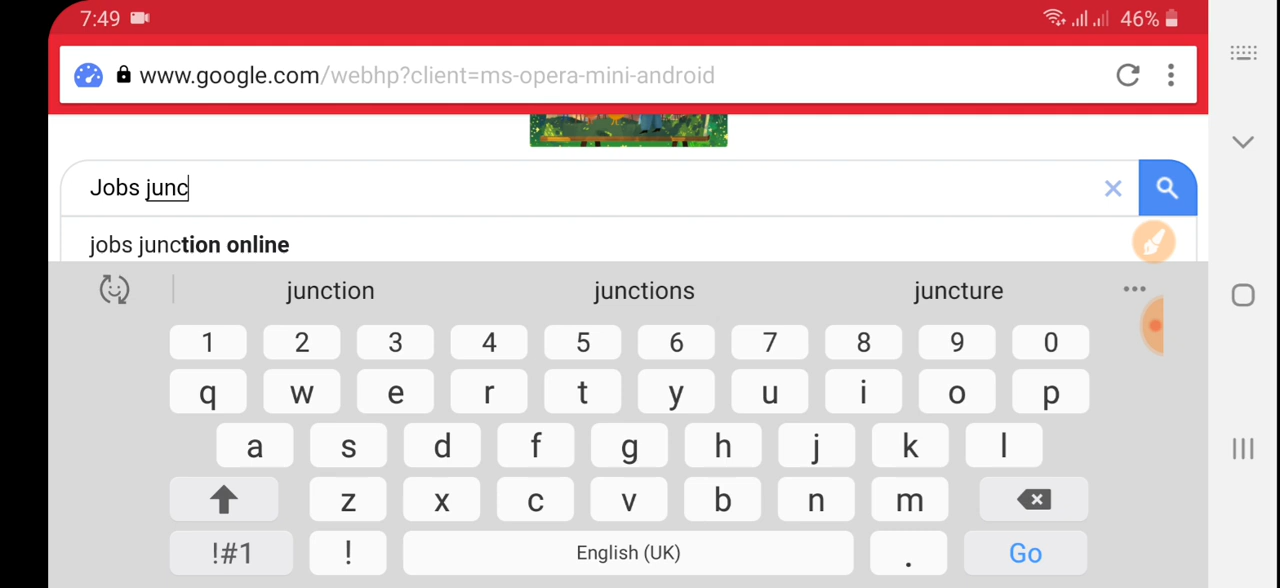 7:49 46%
www.google.com/webhp?client=ms-opera-mini-android
Jobs junc
jobs junction online
junction junctions juncture
1 2 3 4 5 6 7 8 9 0
q w e r t y u i o p
a s d f g h j k l
z x c v b n m
!#1 ! English (UK) . Go